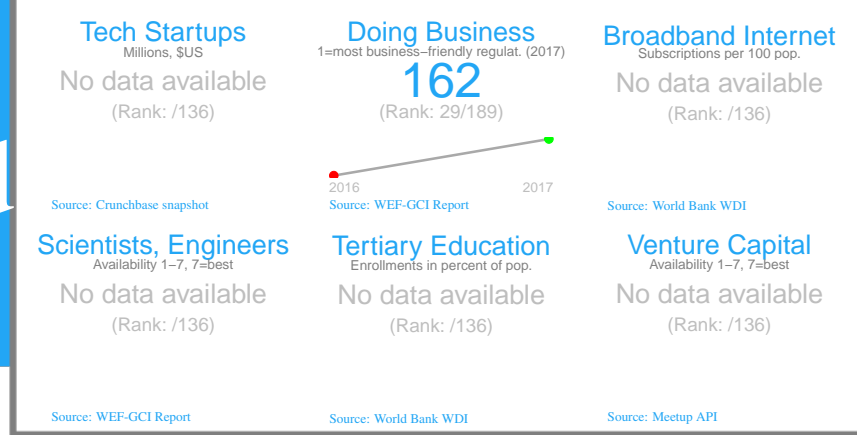 Tech Startups
Millions, $US
No data available
(Rank: /136)
Source: Crunchbase snapshot
Doing Business
1=most business−friendly regulat. (2017)
162
(Rank: 29/189)
2016 2017
Source: WEF-GCI Report
Broadband Internet
Subscriptions per 100 pop.
No data available
(Rank: /136)
Source: World Bank WDI
Scientists, Engineers
Availability 1−7, 7=best
No data available
(Rank: /136)
Source: WEF-GCI Report
Tertiary Education
Enrollments in percent of pop.
No data available
(Rank: /136)
Source: World Bank WDI
Venture Capital
Availability 1−7, 7=best
No data available
(Rank: /136)
Source: Meetup API